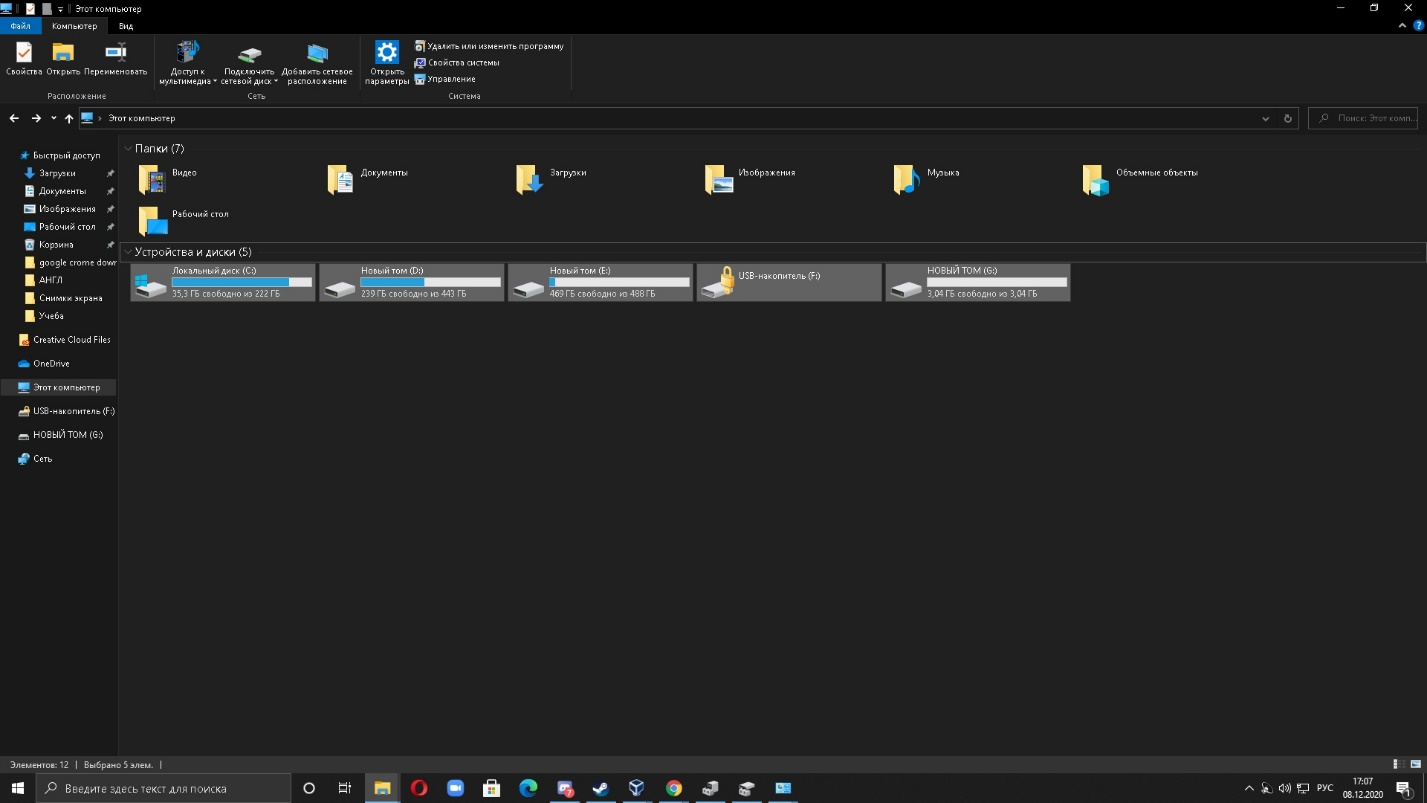 Этот компьютер
Файл
Компьютер
Вид
Свойства
Открыть
Переименовать
Доступ к
мультимедиа
Подключить
сетевой диск
Добавить сетевое
расположение
Открыть
параметры
Удалить или изменить программу
Свойства системы
Управление
Расположение
Сеть
Система
Этот компьютер
Поиск: Этот комп...
Быстрый доступ
Загрузки
Документы
Изображения
Рабочий стол
Корзина
google crome dowr
АНГЛ
Снимки экрана
Учеба
Creative Cloud Files
OneDrive
Этот компьютер
USB-накопитель (F:)
НОВЫЙ ТОМ (G:)
Сеть
Папки (7)
Видео
Документы
Загрузки
Изображения
Музыка
Объемные объекты
Рабочий стол
Устройства и диски (5)
Локальный диск (C:)
35,3 ГБ свободно из 222 ГБ
Новый том (D:)
239 ГБ свободно из 443 ГБ
Новый том (E:)
469 ГБ свободно из 488 ГБ
USB-накопитель (F:)
НОВЫЙ ТОМ (G:)
3,04 ГБ свободно из 3,04 ГБ
Элементов: 12
Выбрано 5 элем.
Введите здесь текст для поиска
РУС
17:07
08.12.2020